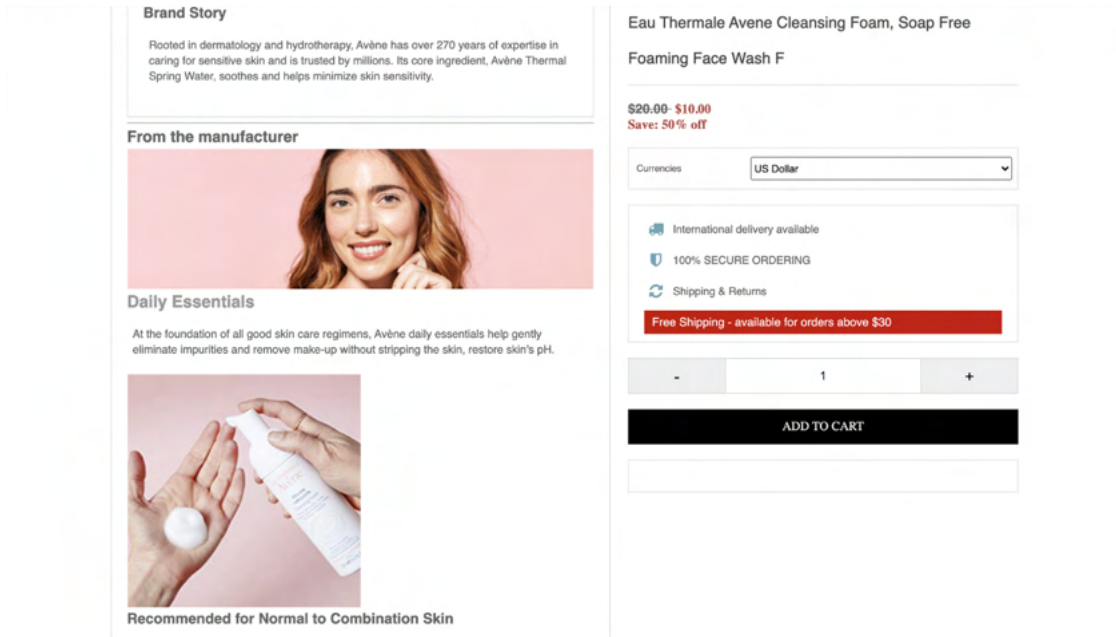 Brand Story
Rooted in dermatology and hydrotherapy, Avène has over 270 years of expertise in
caring for sensitive skin and is trusted by millions. Its core ingredient, Avène Thermal
Spring Water, soothes and helps minimize skin sensitivity.
From the manufacturer
Daily Essentials
At the foundation of all good skin care regimens, Avène daily essentials help gently
eliminate impurities and remove make-up without stripping the skin, restore skin's pH.
Avène
Recommended for Normal to Combination Skin
Eau Thermale Avene Cleansing Foam, Soap Free
Foaming Face Wash F
$20.00 $10.00
Save: 50% off
Currencies
US Dollar
International delivery available
100% SECURE ORDERING
Shipping & Returns
Free Shipping - available for orders above $30
- 1 +
ADD TO CART